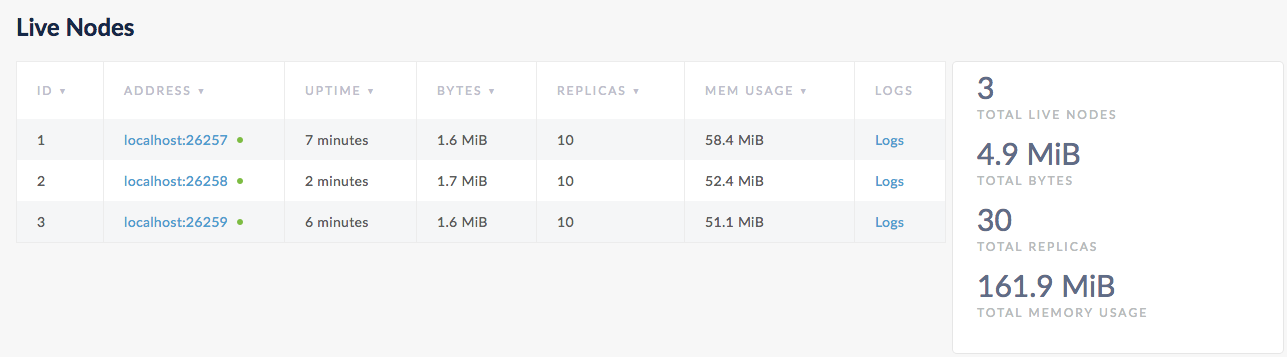 Live Nodes
ID ▼ ADDRESS ▼ UPTIME ▼ BYTES ▼ REPLICAS ▼ MEM USAGE ▼ LOGS
1 localhost:26257 7 minutes 1.6 MiB 10 58.4 MiB Logs
2 localhost:26258 2 minutes 1.7 MiB 10 52.4 MiB Logs
3 localhost:26259 6 minutes 1.6 MiB 10 51.1 MiB Logs
3
TOTAL LIVE NODES
4.9 MiB
TOTAL BYTES
30
TOTAL REPLICAS
161.9 MiB
TOTAL MEMORY USAGE